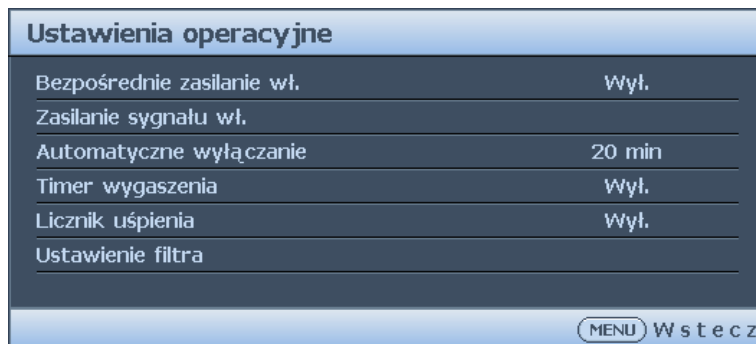 Ustawienia operacyjne
Bezpośrednie zasilanie wł. Wył.
Zasilanie sygnału wł.
Automatyczne wyłączanie 20 min
Timer wygaszenia Wył.
Licznik uśpienia Wył.
Ustawienie filtra
MENU Wstecz